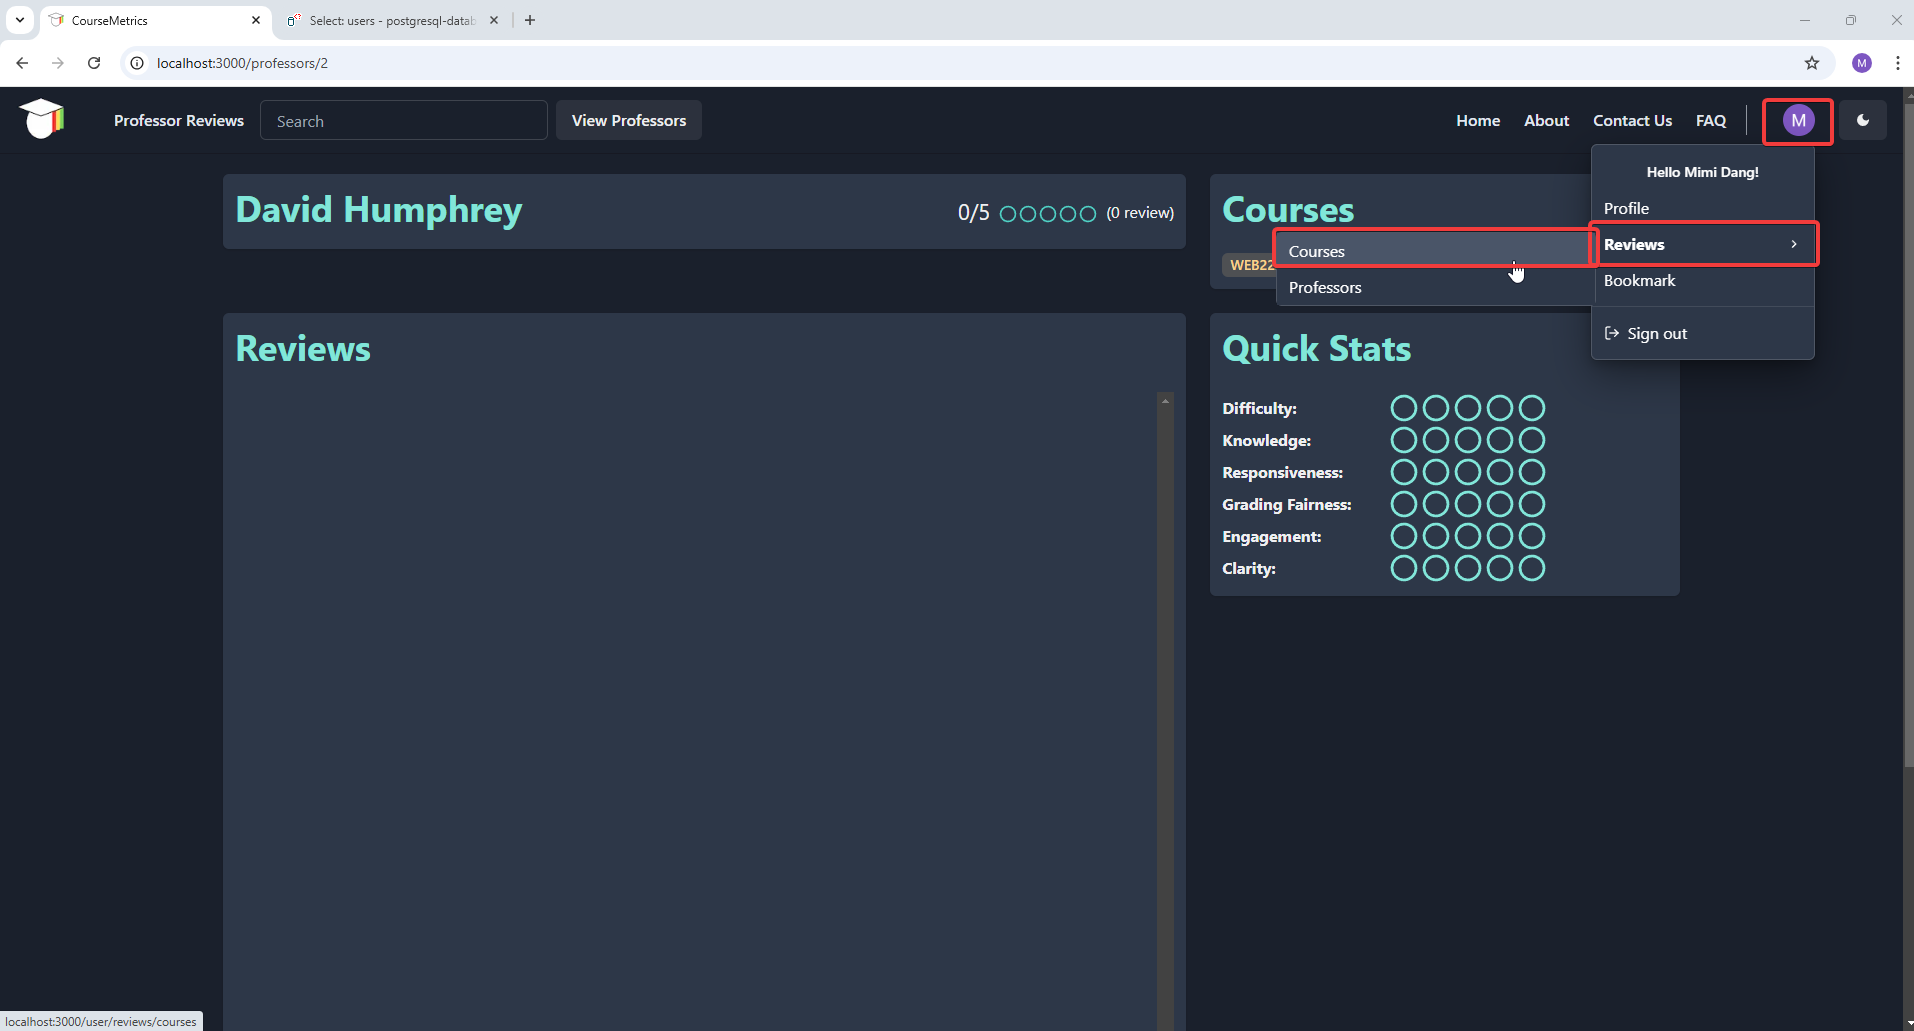 CourseMetrics
Select: users - postgresql-datab
localhost:3000/professors/2
M
Professor Reviews
Search
View Professors
Home
About
Contact Us
FAQ
M
Hello Mimi Dang!
Profile
Reviews
Bookmark
Sign out
Courses
Professors
David Humphrey
0/5
(0 review)
Courses
WEB22
Reviews
Quick Stats
Difficulty:
Knowledge:
Responsiveness:
Grading Fairness:
Engagement:
Clarity:
localhost:3000/user/reviews/courses